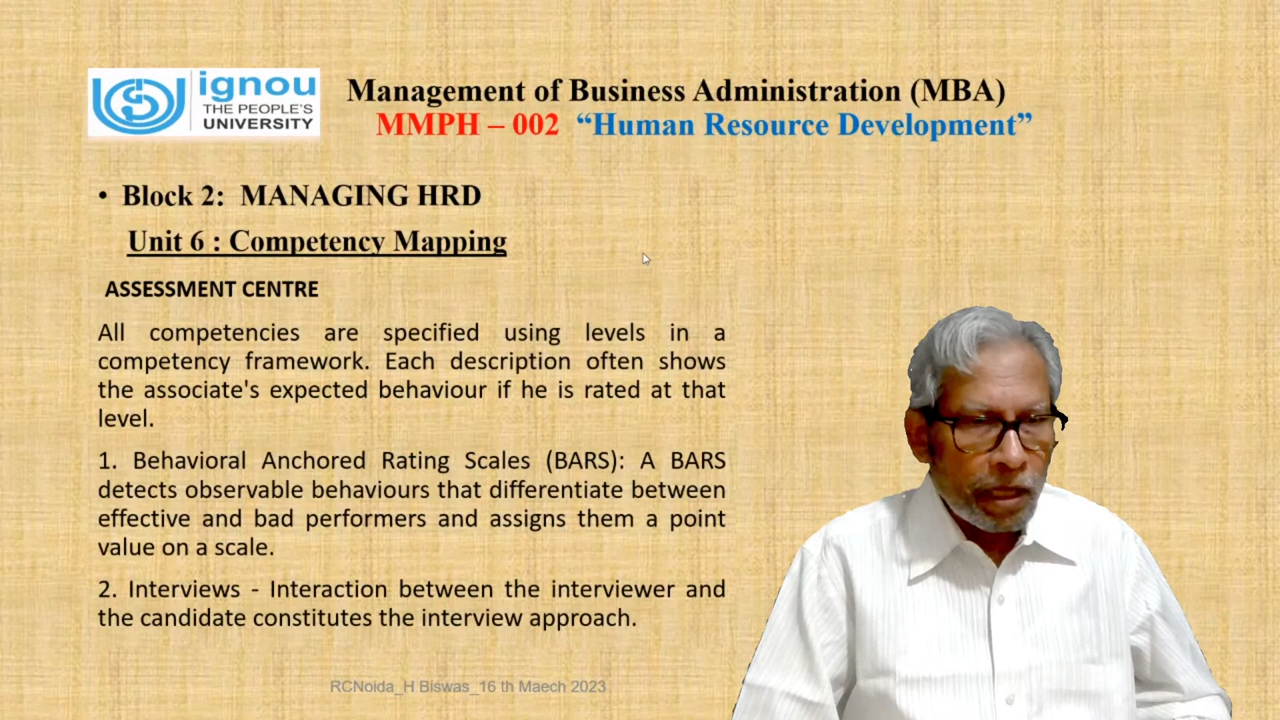 ignou
THE PEOPLE'S
UNIVERSITY
Management of Business Administration (MBA)
MMPH – 002 “Human Resource Development”
• Block 2: MANAGING HRD
Unit 6 : Competency Mapping
ASSESSMENT CENTRE
All competencies are specified using levels in a
competency framework. Each description often shows
the associate's expected behaviour if he is rated at that
level.
1. Behavioral Anchored Rating Scales (BARS): A BARS
detects observable behaviours that differentiate between
effective and bad performers and assigns them a point
value on a scale.
2. Interviews - Interaction between the interviewer and
the candidate constitutes the interview approach.
RCNoida_H Biswas_16 th Maech 2023